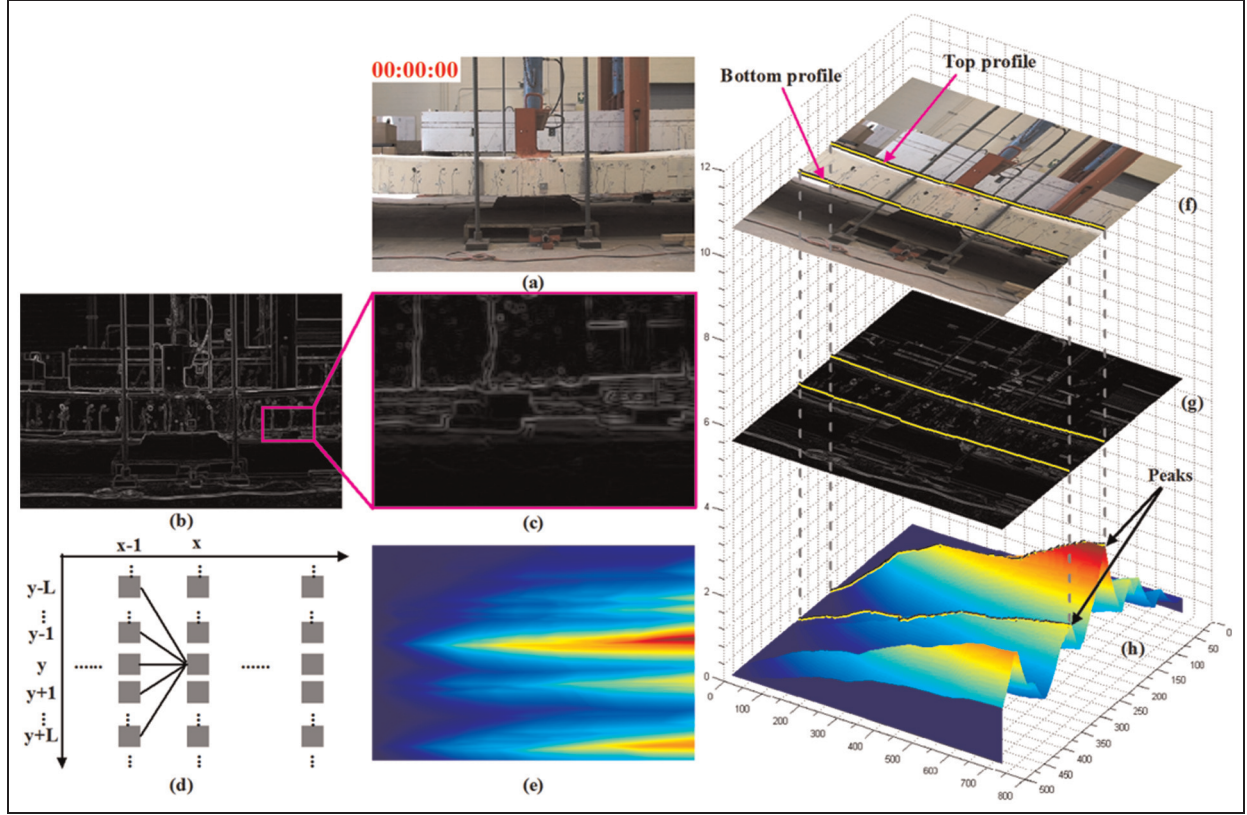 00:00:00
(a)
Bottom profile
Top profile
(f)
(b)
(c)
(g)
x-1 x
y-L
y-1
y
y+1
y+L
(d)
(e)
Peaks
(h)
12
10
8
6
4
2
0
0 100 200 300 400 500 600 700 800
0 50 100 150 200 250 300 350 400 450 500